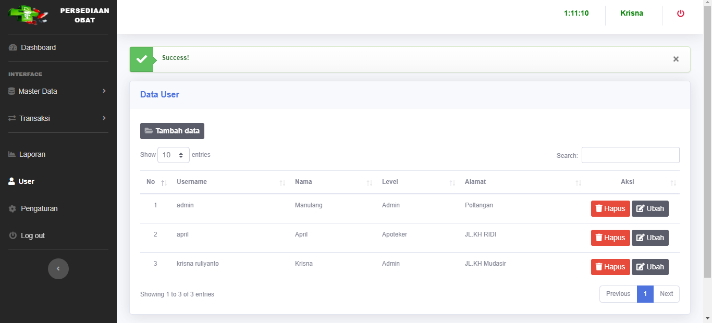 PERSEDIAAN
OBAT
1:11:10 Krisna
Dashboard
INTERFACE
Master Data
Transaksi
Laporan
User
Pengaturan
Log out
Success!
Data User
Tambah data
Show 10 entries Search:
No Username Nama Level Alamat Aksi
1 admin Manulang Admin Poltangan Hapus Ubah
2 april April Apoteker JL.KH RIDI Hapus Ubah
3 krisna ruliyanto Krisna Admin JL.KH Mudasir Hapus Ubah
Showing 1 to 3 of 3 entries Previous 1 Next